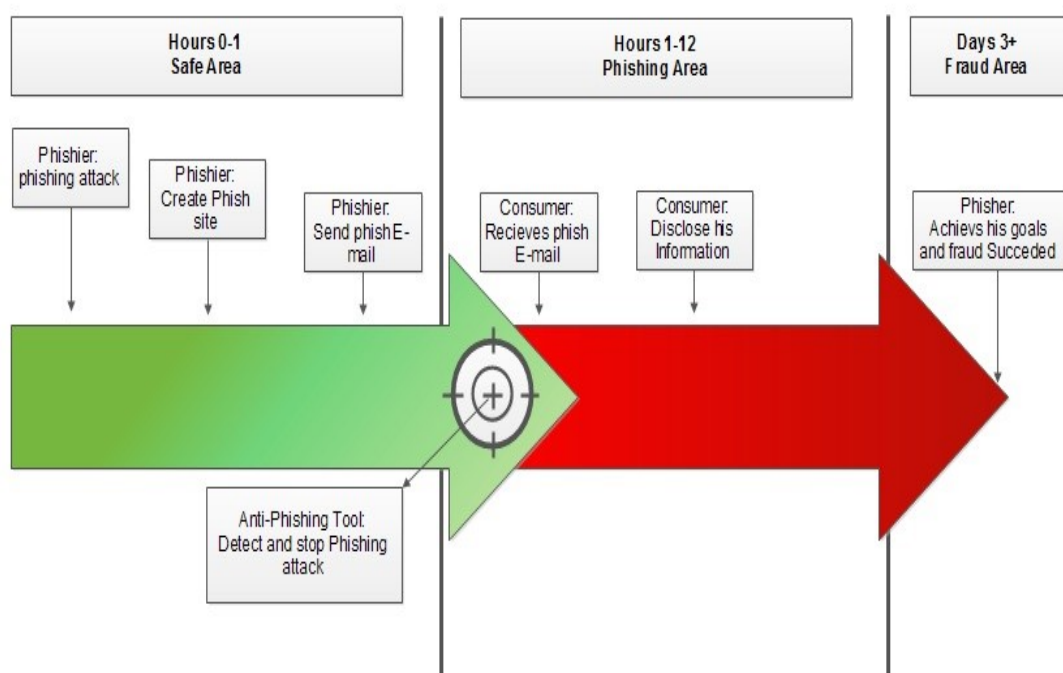 Hours 0-1
Safe Area
Hours 1-12
Phishing Area
Days 3+
Fraud Area
Phishier:
phishing attack
Phishier:
Create Phish
site
Phishier:
Send phish E-
mail
Consumer:
Recieves phish
E-mail
Consumer:
Disclose his
Information
Phisher:
Achievs his goals
and fraud Succeded
Anti-Phishing Tool:
Detect and stop Phishing
attack